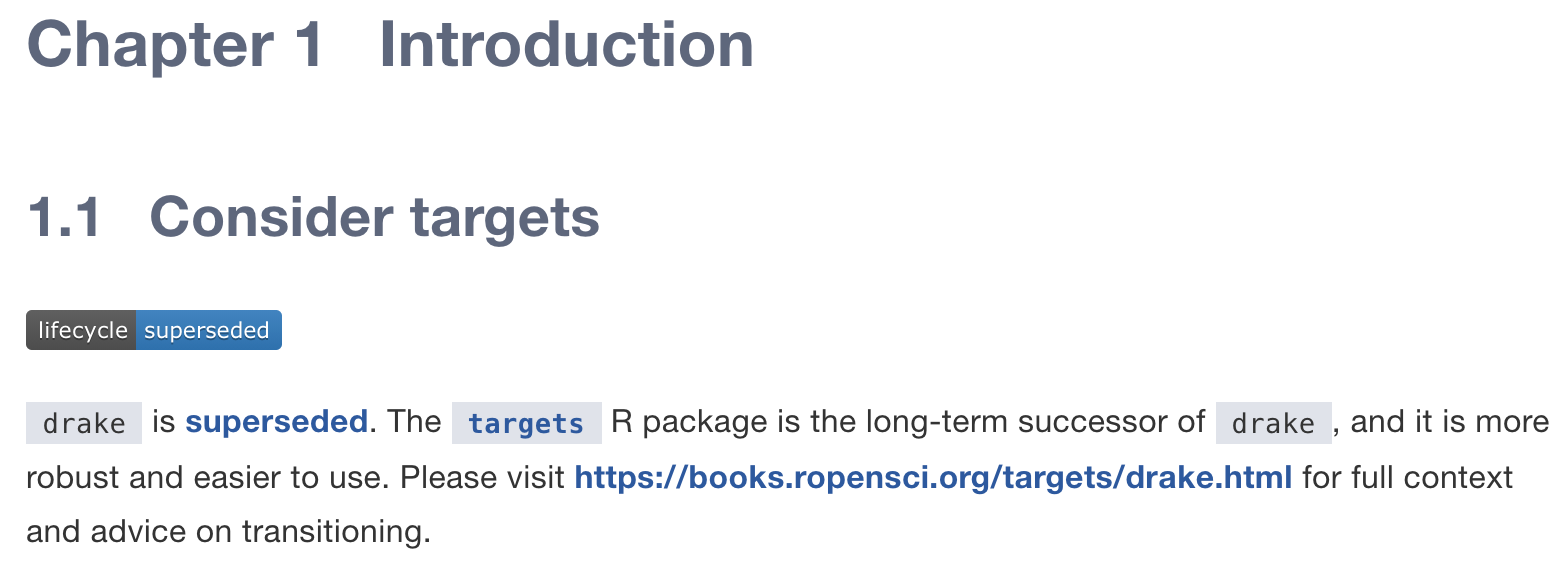 Chapter 1 Introduction
1.1 Consider targets
lifecycle superseded
drake is superseded. The targets R package is the long-term successor of drake, and it is more
robust and easier to use. Please visit https://books.ropensci.org/targets/drake.html for full context
and advice on transitioning.